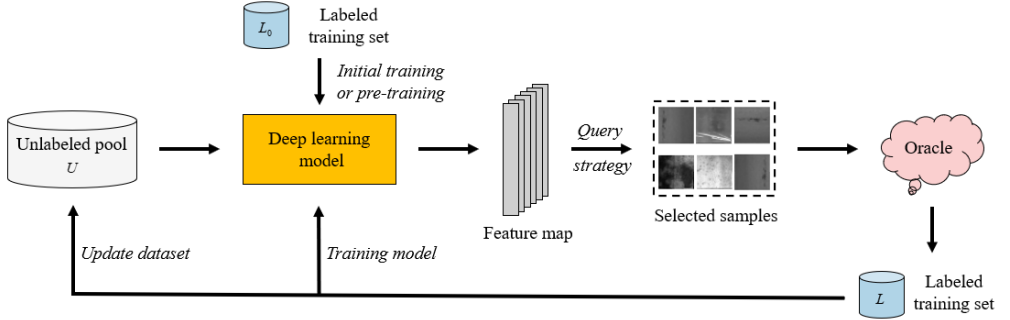 L0
Labeled
training set
Initial training
or pre-training
Unlabeled pool
U
Deep learning
model
Feature map
Query
strategy
Selected samples
Oracle
Update dataset
Training model
L
Labeled
training set